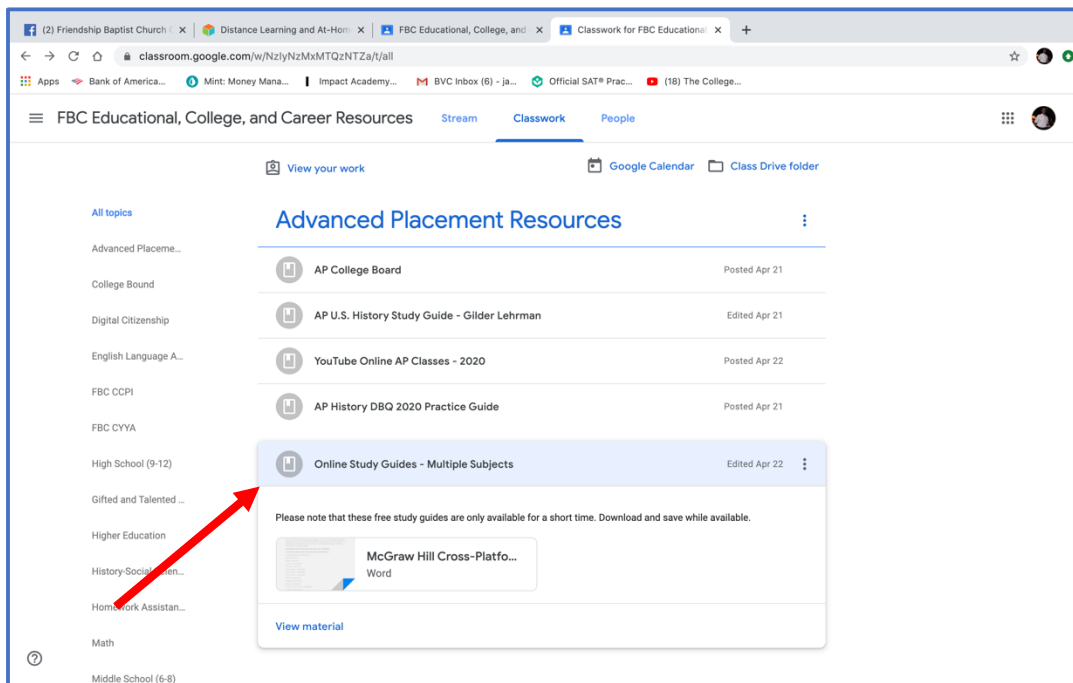 (2) Friendship Baptist Church ( Distance Learning and At-Hom FBC Educational, College, and Classwork for FBC Educational
classroom.google.com/w/NzIyNzMxMTQzNTZa/t/all
Apps Bank of America... Mint: Money Mana... Impact Academy... BVC Inbox (6) - ja... Official SAT® Prac... (18) The College...
FBC Educational, College, and Career Resources Stream Classwork People
View your work Google Calendar Class Drive folder
All topics
Advanced Placeme...
College Bound
Digital Citizenship
English Language A...
FBC CCPI
FBC CYYA
High School (9-12)
Gifted and Talented ...
Higher Education
History-Social
Assistan...
Math
Middle School (6-8)
Advanced Placement Resources
AP College Board Posted Apr 21
AP U.S. History Study Guide - Gilder Lehrman Edited Apr 21
YouTube Online AP Classes - 2020 Posted Apr 22
AP History DBQ 2020 Practice Guide Posted Apr 21
Online Study Guides - Multiple Subjects Edited Apr 22
Please note that these free study guides are only available for a short time. Download and save while available.
McGraw Hill Cross-Platfo...
Word
View material